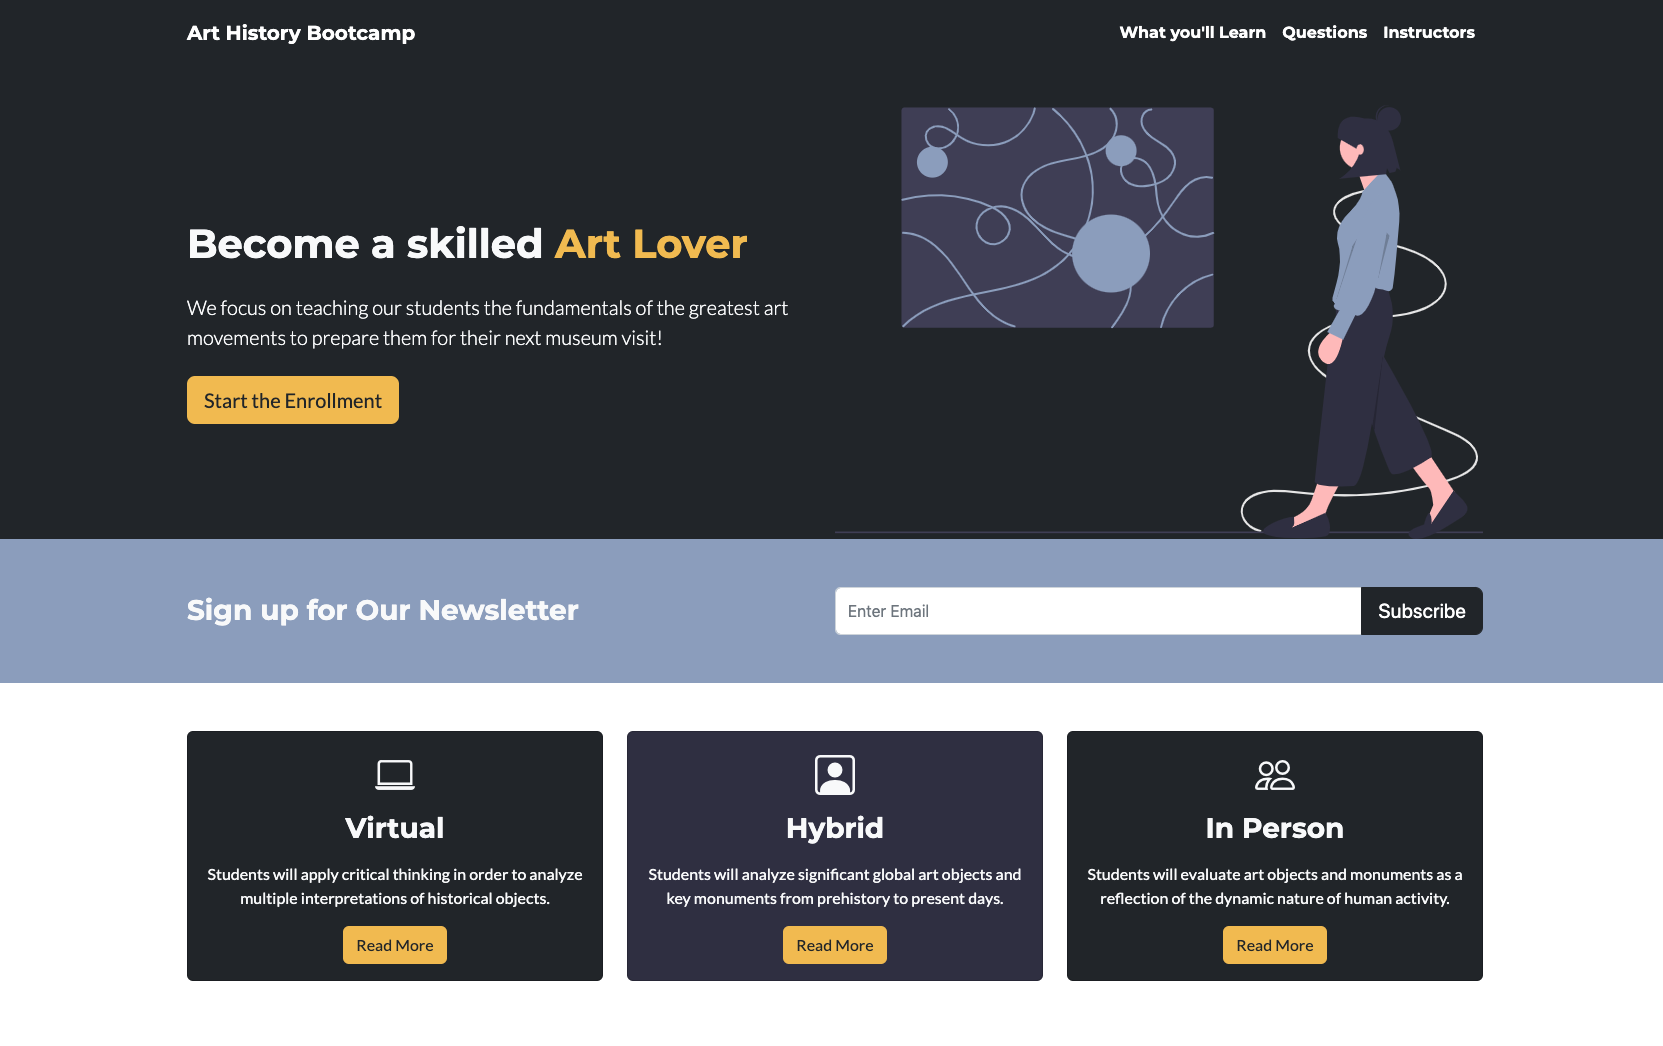 Art History Bootcamp
What you'll Learn Questions Instructors
Become a skilled Art Lover
We focus on teaching our students the fundamentals of the greatest art
movements to prepare them for their next museum visit!
Start the Enrollment
Sign up for Our Newsletter
Enter Email
Subscribe
Virtual
Students will apply critical thinking in order to analyze
multiple interpretations of historical objects.
Read More
Hybrid
Students will analyze significant global art objects and
key monuments from prehistory to present days.
Read More
In Person
Students will evaluate art objects and monuments as a
reflection of the dynamic nature of human activity.
Read More